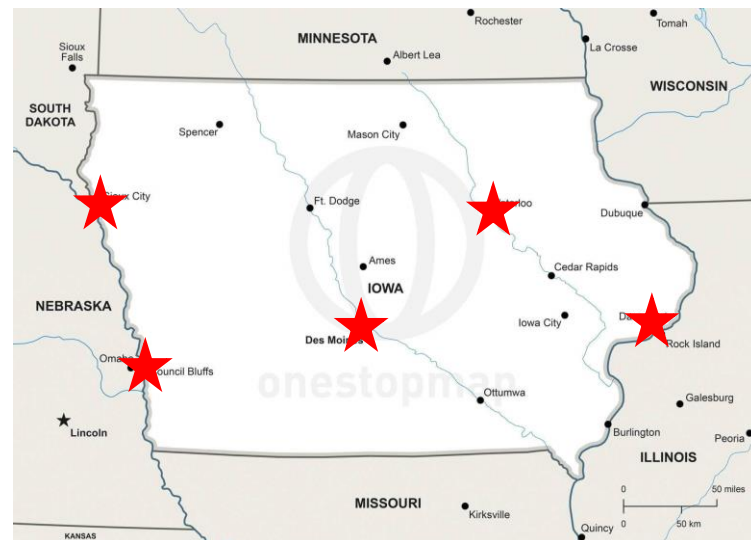 Rochester
Tomah
MINNESOTA
Albert Lea
La Crosse
Sioux
Falls
WISCONSIN
SOUTH
DAKOTA
Spencer
Mason City
Sioux City
Ft. Dodge
Dubuque
Ames
Cedar Rapids
IOWA
NEBRASKA
Iowa City
Des Moines
Rock Island
Omaha
Council Bluffs
onestopmap
Ottumwa
Galesburg
Lincoln
Burlington
Peoria
ILLINOIS
MISSOURI
0 50 miles
0 50 km
Kirksville
Quincy
KANSAS